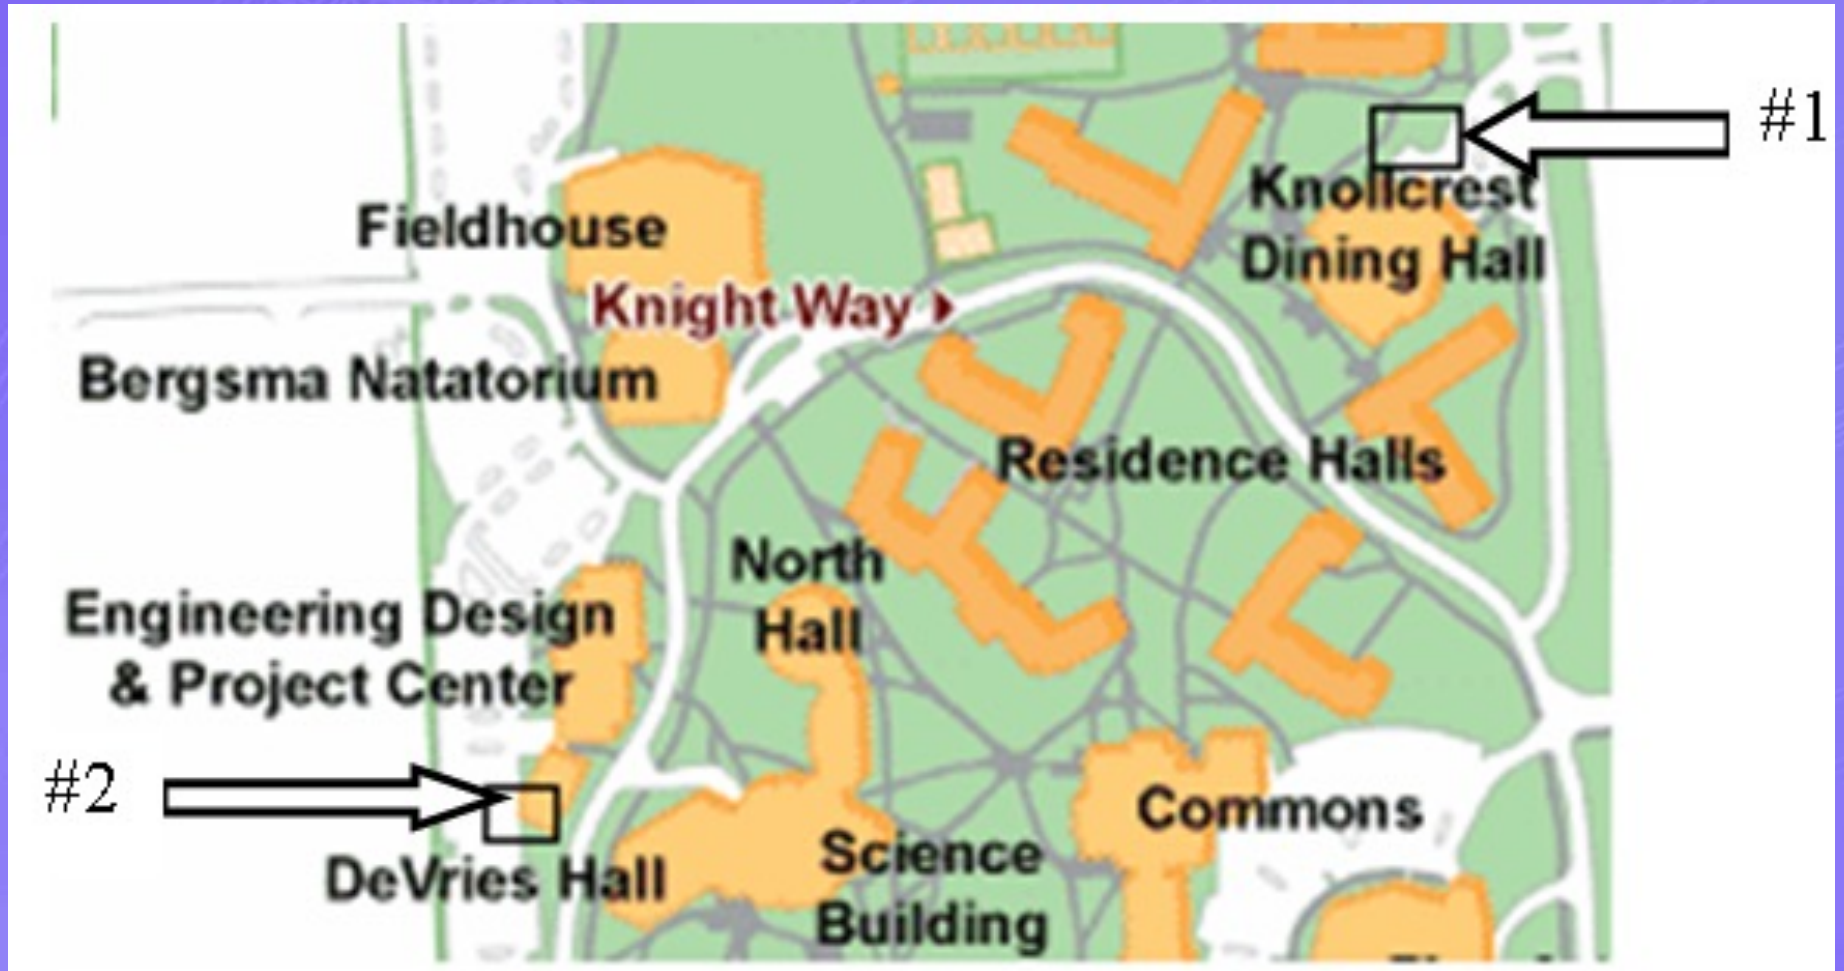 #1
Knollcrest
Dining Hall
Fieldhouse
Knight Way
Bergsma Natatorium
Residence Halls
North
Hall
Engineering Design
& Project Center
#2
Commons
DeVries Hall
Science
Building